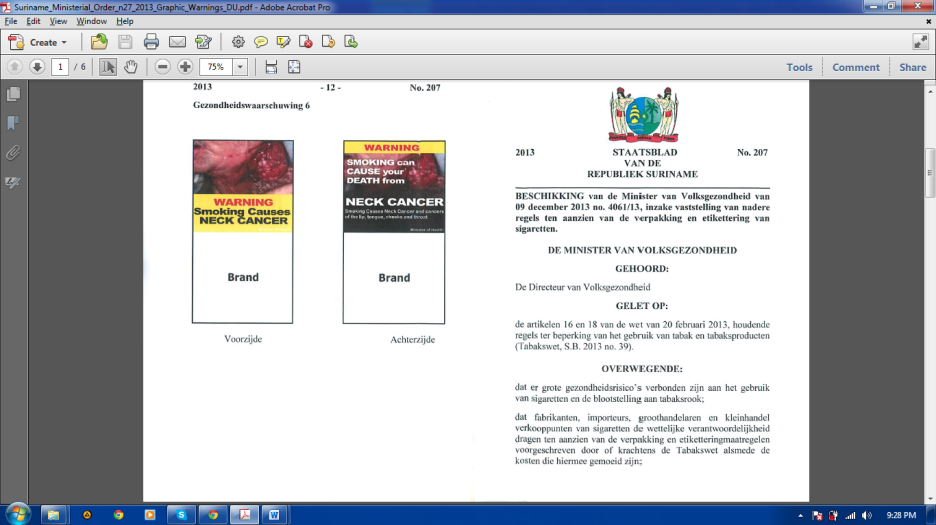 Suriname_Ministerial_Order_n27_2013_Graphic_Warnings_DU.pdf - Adobe Acrobat Pro
File Edit View Window Help
Create
1 / 6 75% Tools Comment Share
2013 - 12 - No. 207
Gezondheidswaarschuwing 6
WARNING
Smoking Causes
NECK CANCER
Brand
Voorzijde
WARNING
SMOKING can
CAUSE your
DEATH from
NECK CANCER
Smoking Causes Neck Cancer and cancers
of the lip, tongue, cheeks and throat
Minister of Health
Brand
Achterzijde
2013 STAATSBLAD No. 207
VAN DE
REPUBLIEK SURINAME
BESCHIKKING van de Minister van Volksgezondheid van
09 december 2013 no. 4061/13, inzake vaststelling van nadere
regels ten aanzien van de verpakking en etikettering van
sigaretten.
DE MINISTER VAN VOLKSGEZONDHEID
GEHOORD:
De Directeur van Volksgezondheid
GELET OP:
de artikelen 16 en 18 van de wet van 20 februari 2013, houdende
regels ter beperking van het gebruik van tabak en tabaksproducten
(Tabakswet, S.B. 2013 no. 39).
OVERWEGENDE:
dat er grote gezondheidsrisico's verbonden zijn aan het gebruik
van sigaretten en de blootstelling aan tabaksrook;
dat fabrikanten, importeurs, groothandelaren en kleinhandel
verkooppunten van sigaretten de wettelijke verantwoordelijkheid
dragen ten aanzien van de verpakking en etiketteringmaatregelen
voorgeschreven door of krachtens de Tabakswet alsmede de
kosten die hiermee gemoeid zijn;
9:28 PM